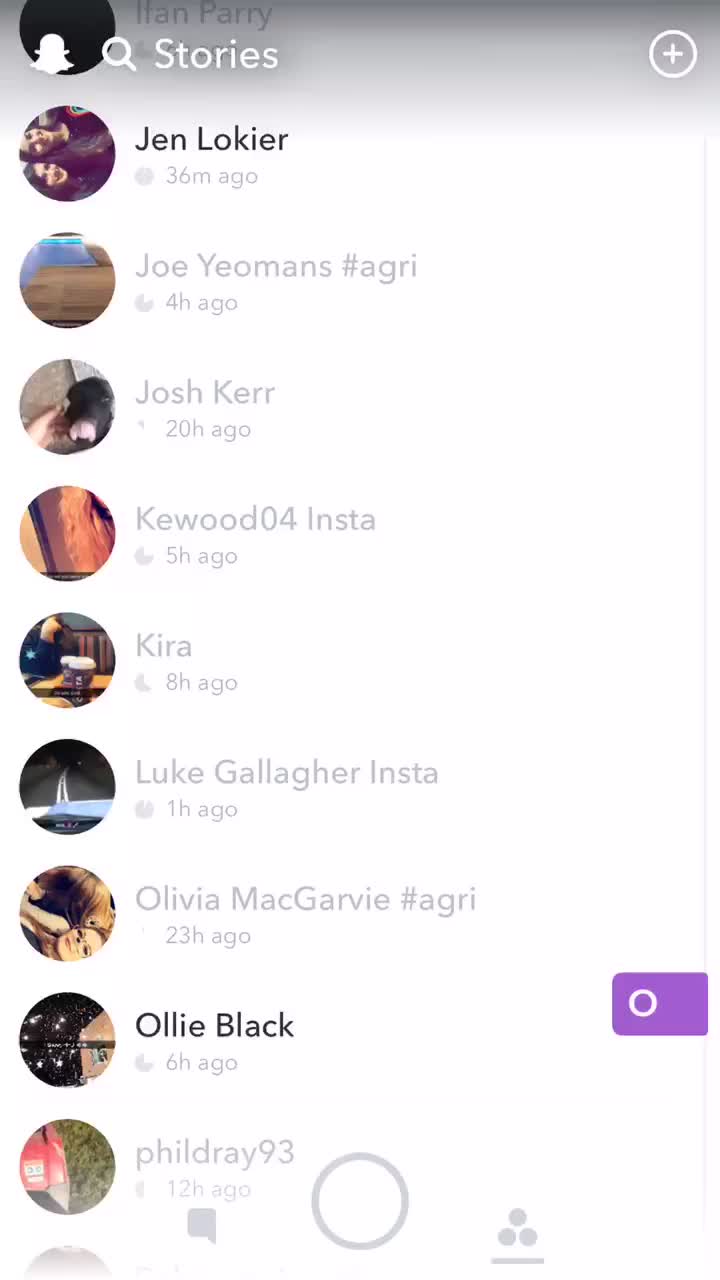 Ifan Parry
Stories
Jen Lokier
36m ago
Joe Yeomans #agri
4h ago
Josh Kerr
20h ago
Kewood04 Insta
5h ago
Kira
8h ago
Luke Gallagher Insta
1h ago
Olivia MacGarvie #agri
23h ago
O
Ollie Black
6h ago
phildray93
12h ago